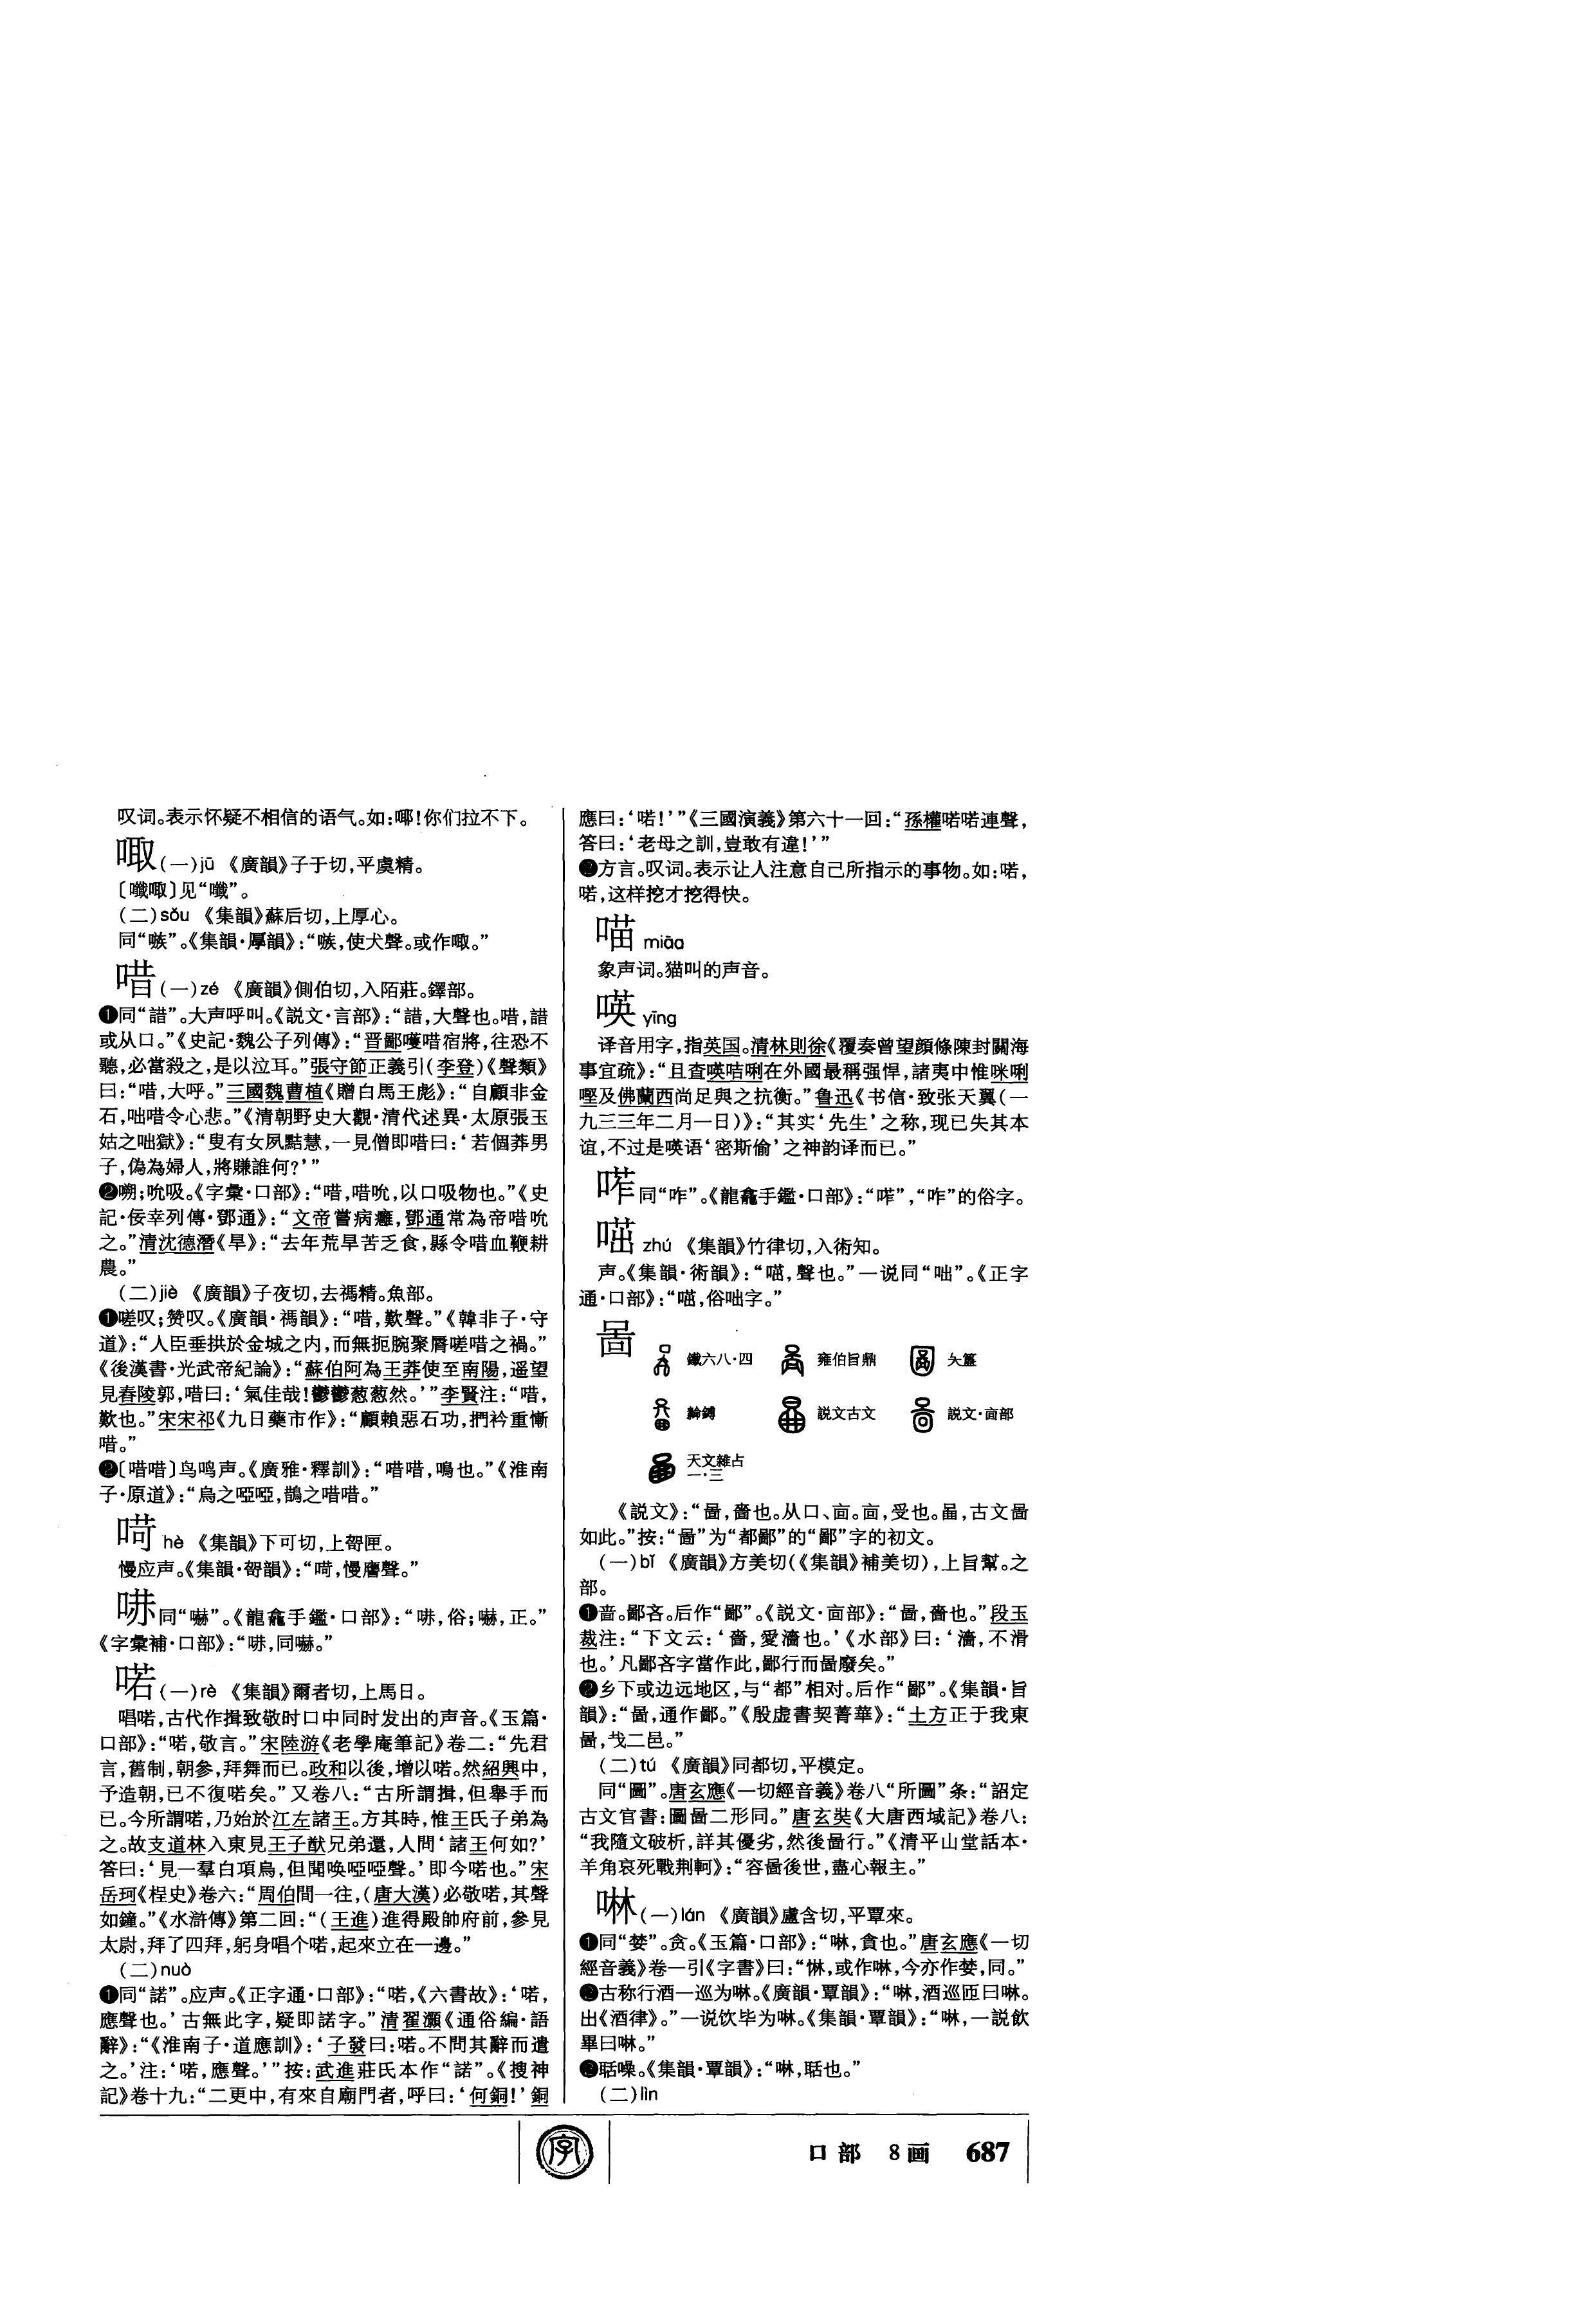 叹词。表示怀疑不相信的语气。如:啣!你们拉不下。
㖩(一)jū 《廣韻》子于切,平虞精。
〔囐㖩〕见“囐”。
(二)sǒu 《集韻》蘇后切,上厚心。
同“嗾”。《集韻·厚韻》:“嗾,使犬聲。或作㖩。”
唶(一)zé 《廣韻》側伯切,入陌莊。鐸部。
❶同“諎”。大声呼叫。《説文·言部》:“諎,大聲也。唶,諎
或从口。”《史記·魏公子列傳》:“晋鄙嚄唶宿將,往恐不
聽,必當殺之,是以泣耳。”張守節正義引(李登)《聲類》
曰:“唶,大呼。”三國魏曹植《贈白馬王彪》:“自顧非金
石,咄唶令心悲。”《清朝野史大觀·清代述異·太原張玉
姑之咄獄》:“叟有女夙黠慧,一見僧即唶曰:‘若個莽男
子,偽為婦人,將賺誰何?’”
❷嗍;吮吸。《字彙·口部》:“唶,唶吮,以口吸物也。”《史
記·佞幸列傳·鄧通》:“文帝嘗病癰,鄧通常為帝唶吮
之。”清沈德潛《旱》:“去年荒旱苦乏食,縣令唶血鞭耕
農。”
(二)jiè 《廣韻》子夜切,去禡精。魚部。
❶嗟叹;赞叹。《廣韻·禡韻》:“唶,歎聲。”《韓非子·守
道》:“人臣垂拱於金城之内,而無扼腕聚脣嗟唶之禍。”
《後漢書·光武帝紀論》:“蘇伯阿為王莽使至南陽,遥望
見舂陵郭,唶曰:‘氣佳哉!鬱鬱葱葱然。’”李賢注:“唶,
歎也。”宋宋祁《九日藥市作》:“顧賴惡石功,捫衿重慚
唶。”
❷〔唶唶〕鸟鸣声。《廣雅·釋訓》:“唶唶,鳴也。”《淮南
子·原道》:“烏之啞啞,鵲之唶唶。”
㖿 hè 《集韻》下可切,上哿匣。
慢应声。《集韻·哿韻》:“,慢譍聲。”
哧同“嚇”。《龍龕手鑑·口部》:“,俗;嚇,正。”
《字彙補·口部》:“,同嚇。”
喏(一)rè 《集韻》爾者切,上馬日。
唱喏,古代作揖致敬时口中同时发出的声音。《玉篇·
口部》:“喏,敬言。”宋陸游《老學庵筆記》卷二:“先君
言,舊制,朝參,拜舞而已。政和以後,增以喏。然紹興中,
予造朝,已不復喏矣。”又卷八:“古所謂揖,但舉手而
已。今所謂喏,乃始於江左諸王。方其時,惟王氏子弟為
之。故支道林入東見王子猷兄弟還,人問‘諸王何如?’
答曰:‘見一羣白項烏,但聞唤啞啞聲。’即今喏也。”宋
岳珂《桯史》卷六:“周伯間一往,(唐大漢)必敬喏,其聲
如鐘。”《水滸傳》第二回:“(王進)進得殿帥府前,參見
太尉,拜了四拜,躬身唱个喏,起來立在一邊。”
(二)nuò
❶同“諾”。应声。《正字通·口部》:“喏,《六書故》:‘喏,
應聲也。’古無此字,疑即諾字。”清翟灝《通俗編·語
辭》:“《淮南子·道應訓》:‘子發曰:喏。不問其辭而遣
之。’注:‘喏,應聲。’”按:武進莊氏本作“諾”。《搜神
記》卷十九:“二更中,有來自廟門者,呼曰:‘何銅!’銅
應曰:‘喏!’”《三國演義》第六十一回:“孫權喏喏連聲,
答曰:‘老母之訓,豈敢有違!’”
❷方言。叹词。表示让人注意自己所指示的事物。如:喏,
喏,这样挖才挖得快。
喵 miāo
象声词。猫叫的声音。
㗂 yīng
译音用字,指英国。清林則徐《覆奏曾望顔條陳封關海
事宜疏》:“且查暎咭唎在外國最稱强悍,諸夷中惟咪唎
㗚及佛蘭西尚足與之抗衡。”鲁迅《书信·致张天翼(一
九三三年二月一日)》:“其实‘先生’之称,现已失其本
谊,不过是语‘密斯偷’之神韵译而已。”
同“咋”。《龍龕手鑑·口部》:“”,“咋”的俗字。
zhú 《集韻》竹律切,入術知。
声。《集韻·術韻》:“,聲也。”一说同“咄”。《正字
通·口部》:“,俗咄字。”
啚
鐵六八·四 雍伯啚鼎 矢簋
鎛 説文古文 説文·㐭部
天文雜占
一·三
《説文》:“啚,嗇也。从口、㐭。㐭,受也。,古文啚
如此。”按:“啚”为“都鄙”的“鄙”字的初文。
(一)bǐ 《廣韻》方美切(《集韻》補美切),上旨幫。之
部。
❶啬。鄙吝。后作“鄙”。《説文·㐭部》:“啚,嗇也。”段玉
裁注:“下文云:‘嗇,愛濇也。’《水部》曰:‘濇,不滑
也。’凡鄙吝字當作此,鄙行而啚廢矣。”
❷乡下或边远地区,与“都”相对。后作“鄙”。《集韻·旨
韻》:“啚,通作鄙。”《殷虚書契菁華》:“土方正于我東
啚,𢦏二邑。”
(二)tú 《廣韻》同都切,平模定。
同“圖”。唐玄應《一切經音義》卷八“所圖”条:“詔定
古文官書:圖啚二形同。”唐玄奘《大唐西域記》卷八:
“我隨文破析,詳其優劣,然後啚行。”《清平山堂話本·
羊角哀死戰荆軻》:“容啚後世,盡心報主。”
啉(一)lán 《廣韻》盧含切,平覃來。
❶同“婪”。贪。《玉篇·口部》:“啉,貪也。”唐玄應《一切
經音義》卷一引《字書》曰:“惏,或作啉,今亦作婪,同。”
❷古称行酒一巡为啉。《廣韻·覃韻》:“啉,酒巡匝曰啉。
出《酒律》。”一说饮毕为啉。《集韻·覃韻》:“啉,一説飲
畢曰啉。”
❸聒噪。《集韻·覃韻》:“啉,聒也。”
(二)lìn
字
口部 8画 687